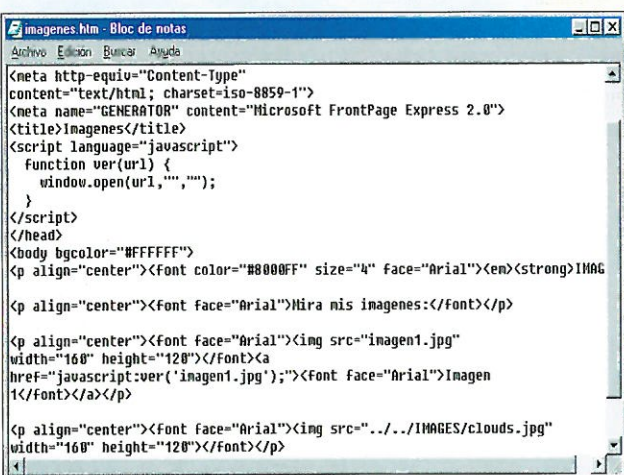 imagenes.htm - Bloc de notas
Archivo Edición Buscar Ayuda
<meta http-equiv="Content-Type"
content="text/html; charset=iso-8859-1">
<meta name="GENERATOR" content="Microsoft FrontPage Express 2.0">
<title>Imagenes</title>
<script language="javascript">
  function ver(url) {
    window.open(url,"","");
  }
</script>
</head>
<body bgcolor="#FFFFFF">
<p align="center"><font color="#8000FF" size="4" face="Arial"><em><strong>IMAG
<p align="center"><font face="Arial">Mira mis imagenes:</font></p>
<p align="center"><font face="Arial"><img src="imagen1.jpg"
width="160" height="120"></font><a
href="javascript:ver('imagen1.jpg');"><font face="Arial">Imagen
1</font></a></p>
<p align="center"><font face="Arial"><img src="../../IMAGES/clouds.jpg"
width="160" height="120"></font></p>